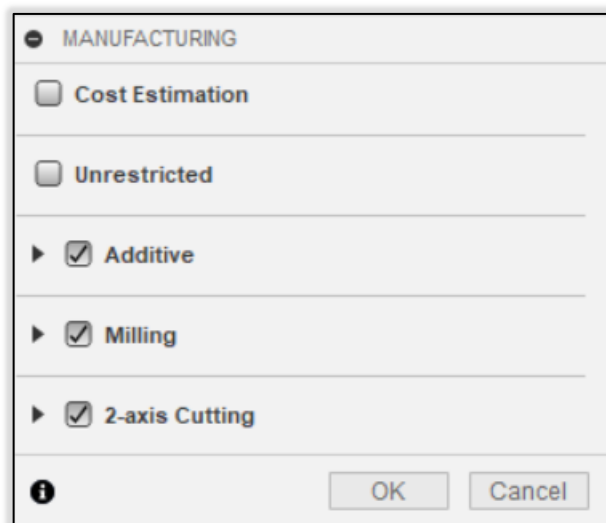 MANUFACTURING
Cost Estimation
Unrestricted
Additive
Milling
2-axis Cutting
OK Cancel